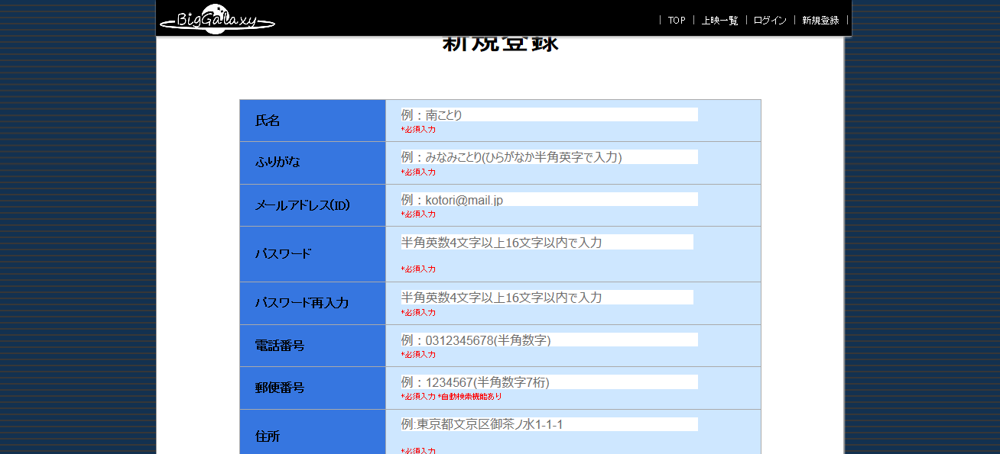 BigGalaxy
| TOP | 上映一覧 | ログイン | 新規登録 |
新規登録
氏名
例：南ことり
*必須入力
ふりがな
例：みなみことり(ひらがなか半角英字で入力)
*必須入力
メールアドレス(ID)
例：kotori@mail.jp
*必須入力
パスワード
半角英数4文字以上16文字以内で入力
*必須入力
パスワード再入力
半角英数4文字以上16文字以内で入力
*必須入力
電話番号
例：0312345678(半角数字)
*必須入力
郵便番号
例：1234567(半角数字7桁)
*必須入力 *自動検索機能あり
住所
例:東京都文京区御茶ノ水1-1-1
*必須入力